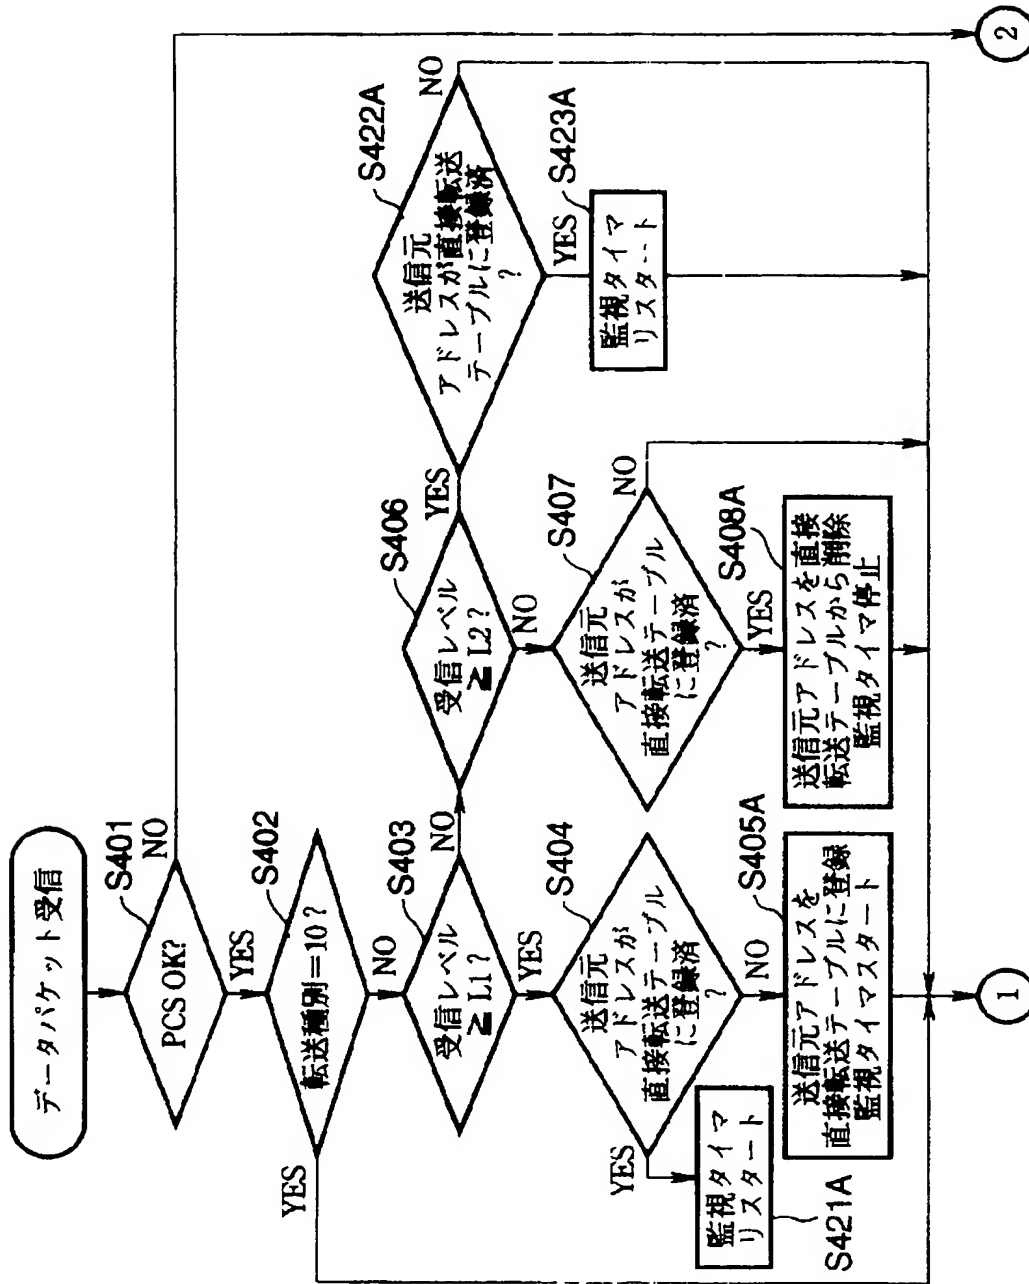 データパケット受信
S401
PCS OK?
NO
YES
S402
転送種別=10?
YES
NO
S403
受信レベル
≧L1?
NO
YES
S406
受信レベル
≧L2?
YES
NO
S422A
送信元
アドレスが直接転送
テーブルに登録済
?
NO
YES
S423A
監視タイマ
リスタート
S404
送信元
アドレスが
直接転送テーブル
に登録済
?
YES
NO
監視タイマ
リスタート
S421A
S405A
送信元アドレスを
直接転送テーブルに登録
監視タイマスタート
S407
送信元
アドレスが
直接転送テーブル
に登録済
?
NO
YES
S408A
送信元アドレスを直接
転送テーブルから削除
監視タイマ停止
1
2